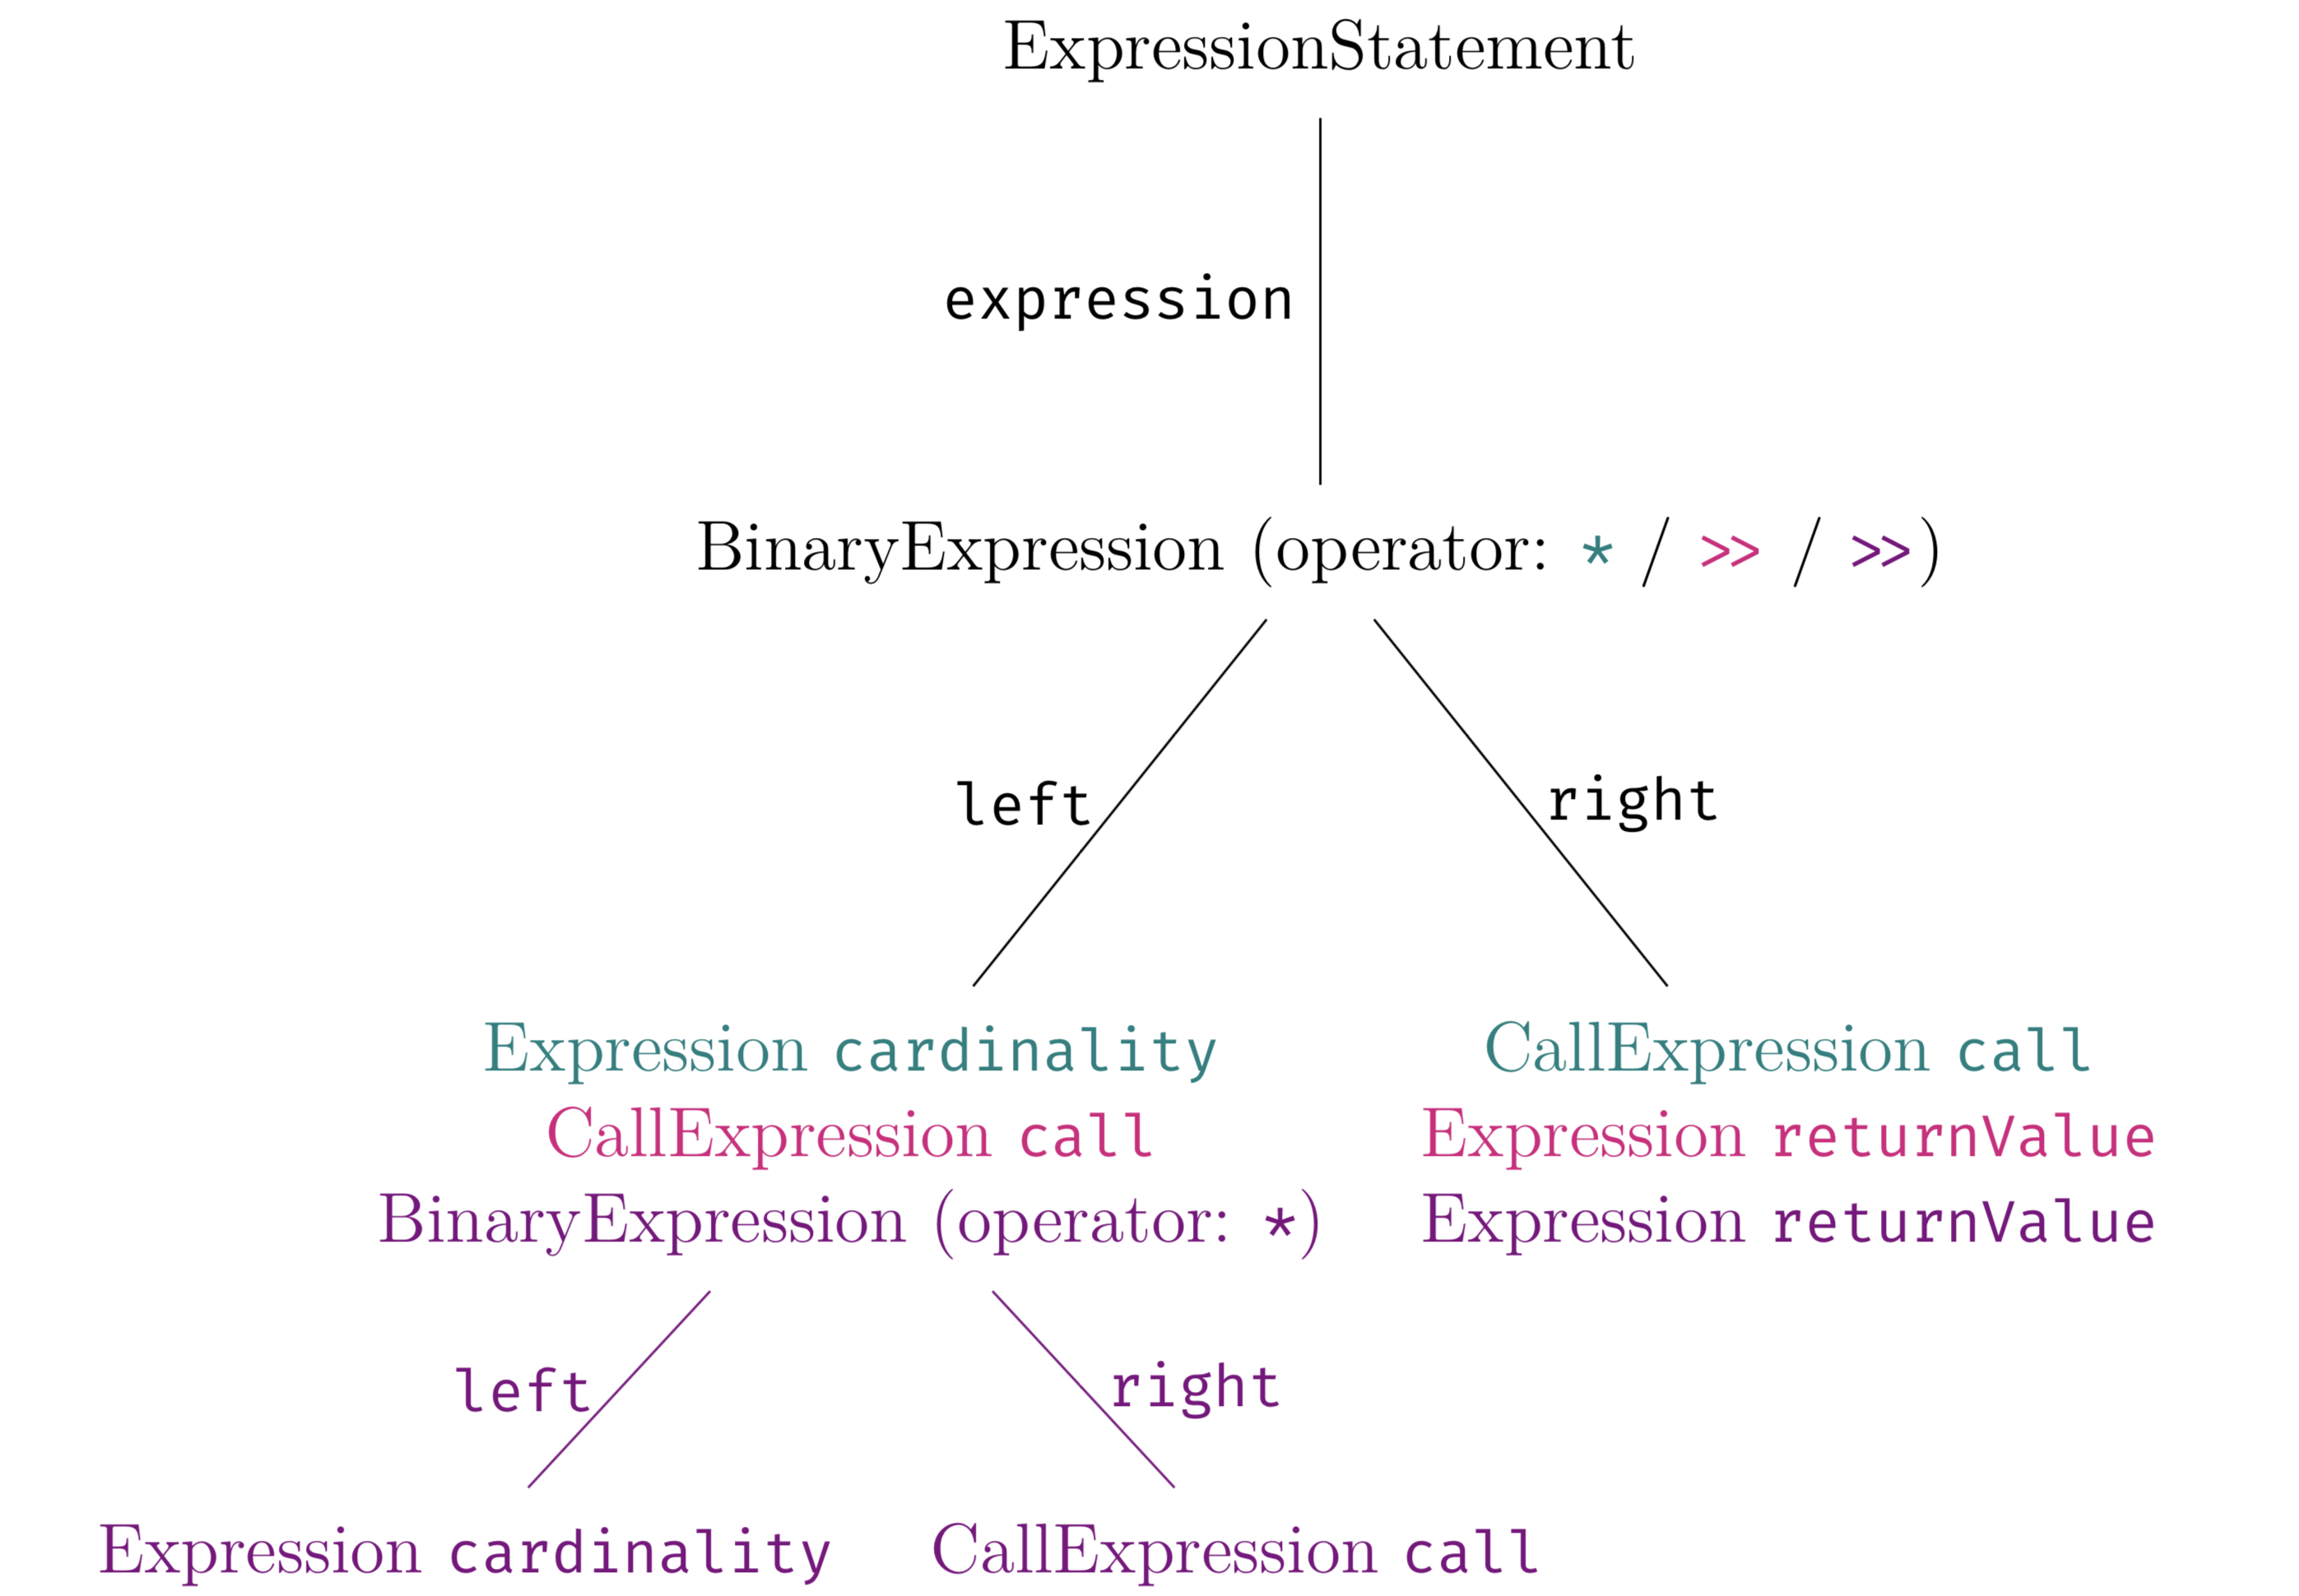 ExpressionStatement
expression
BinaryExpression (operator: * / >> / >>)
left
right
Expression cardinality
CallExpression call
CallExpression call
Expression returnValue
BinaryExpression (operator: *)
Expression returnValue
left
right
Expression cardinality
CallExpression call